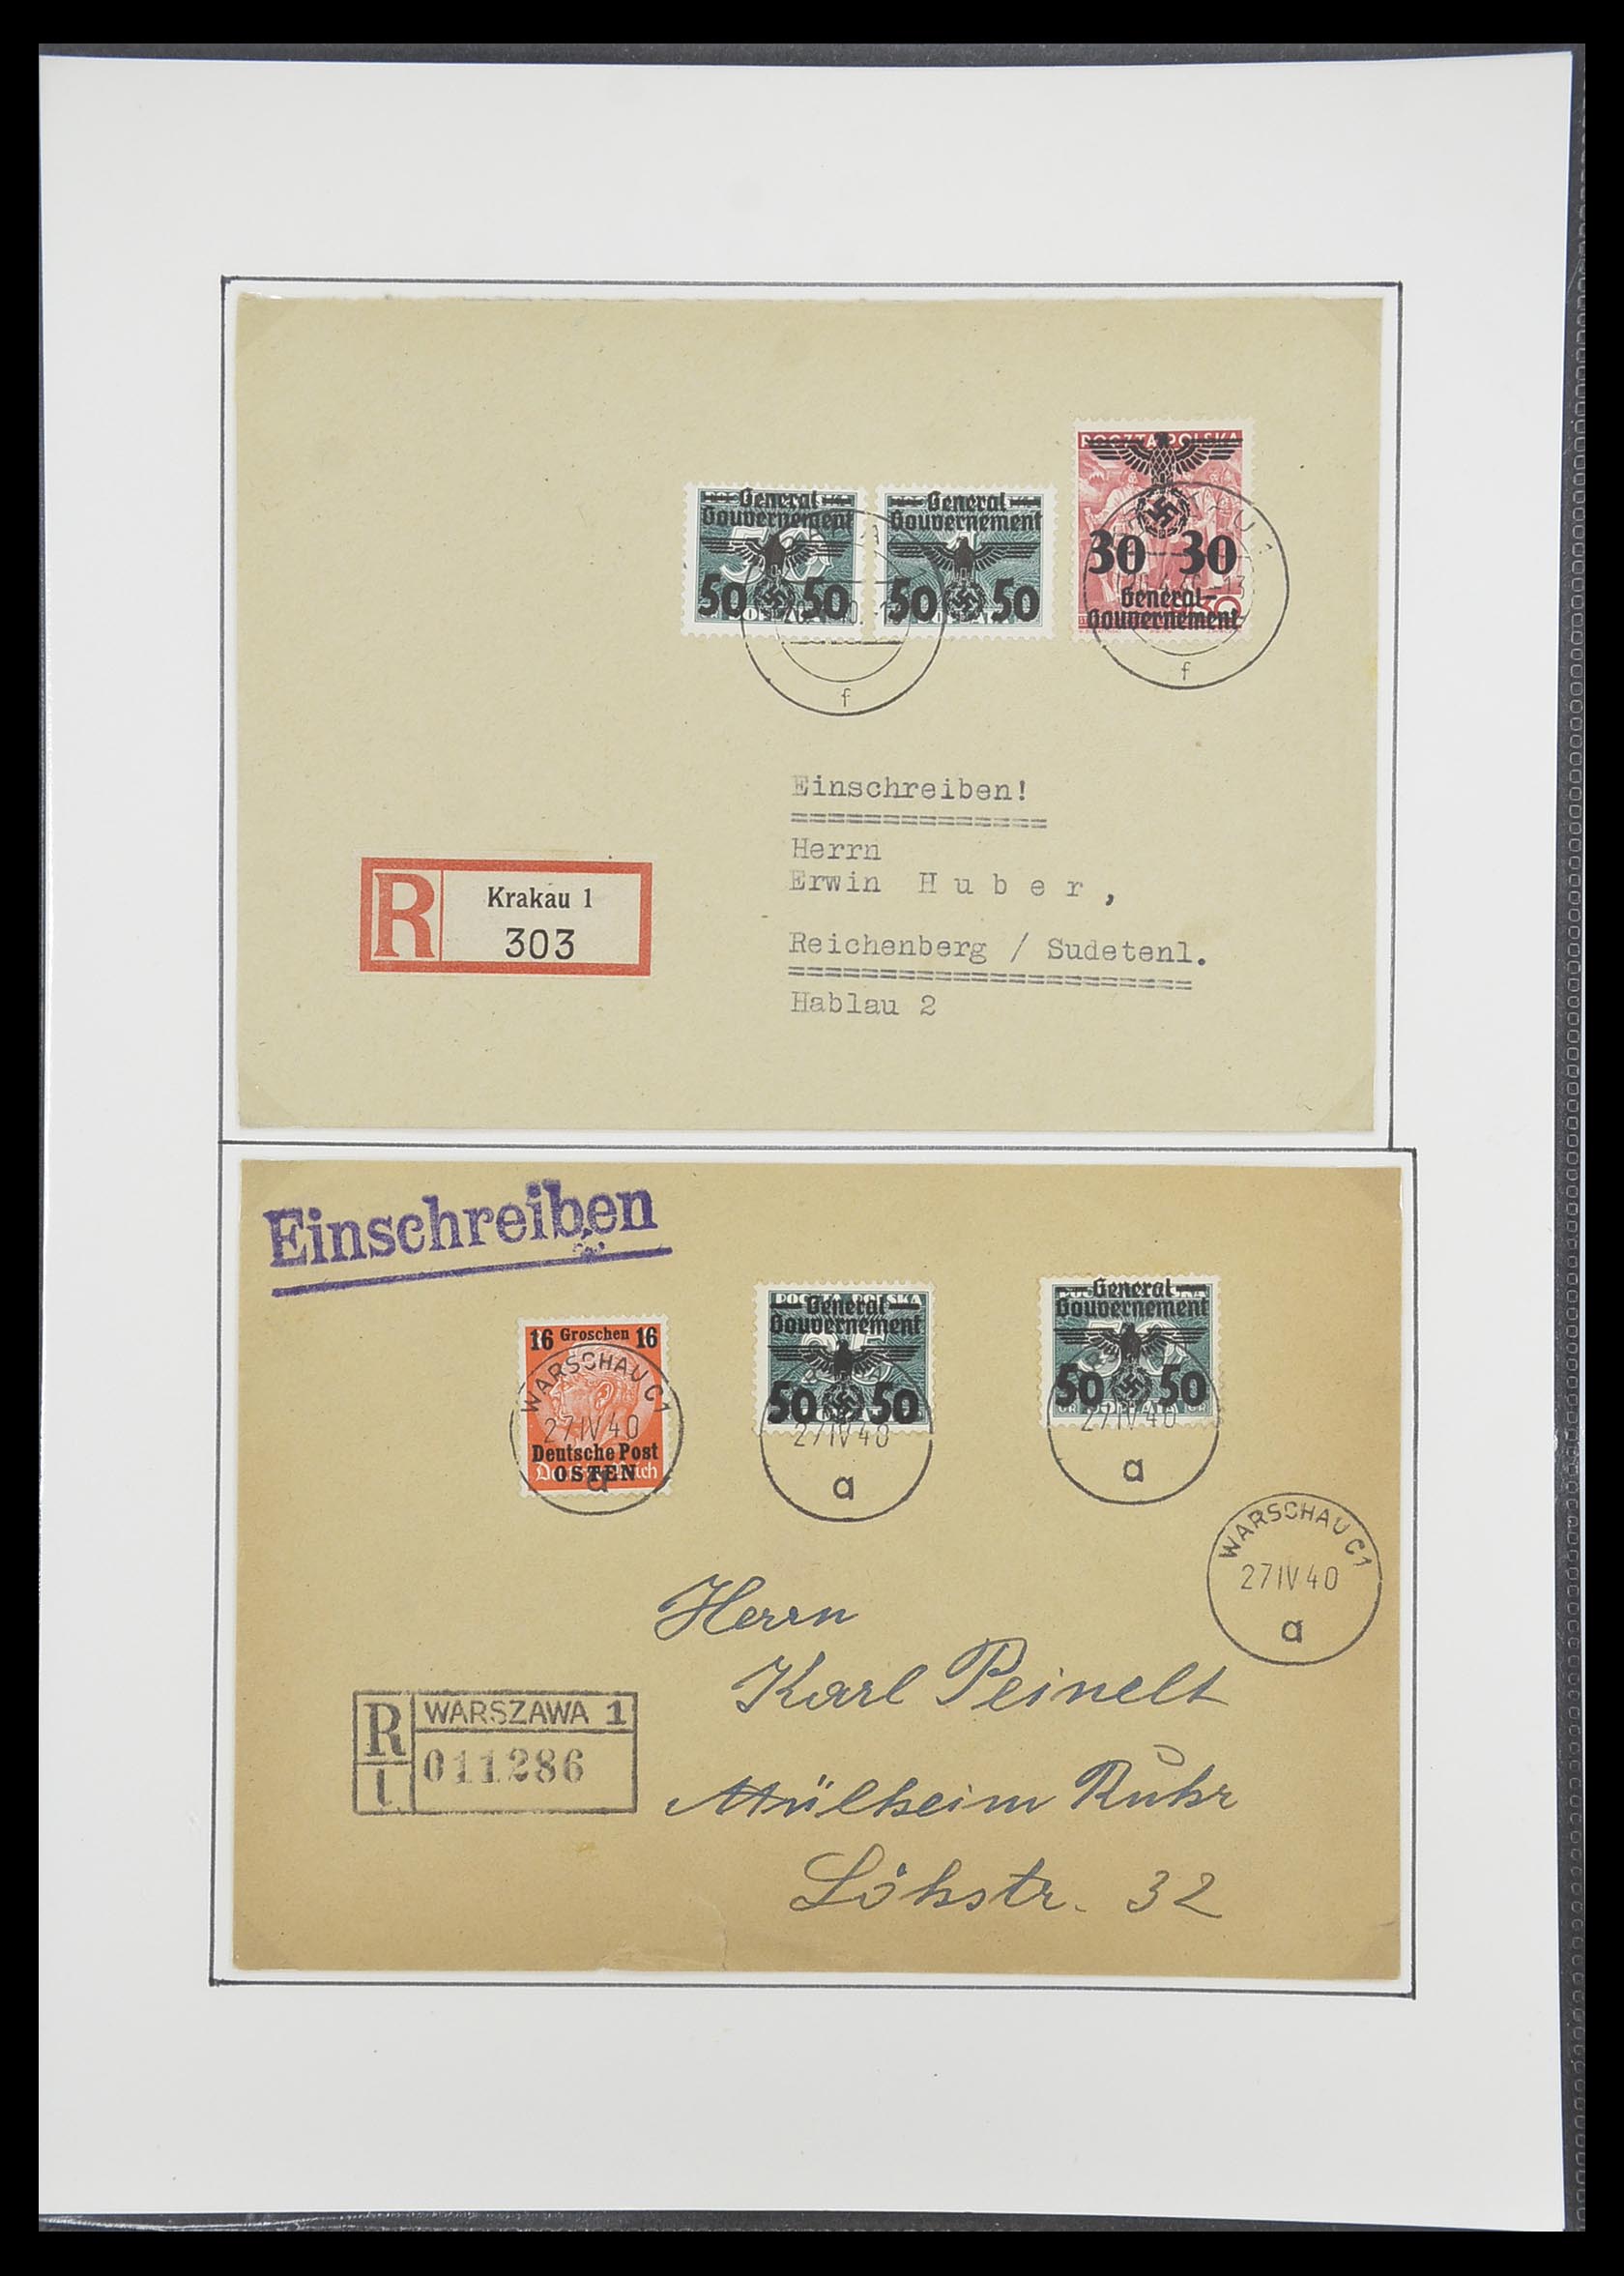 General
Gouvernement
50 50
General
Gouvernement
50 50
POCZTA POLSKA
30 30
General-
Gouvernement
f
f
Einschreiben!
Herrn
Erwin Huber,
Reichenberg / Sudetenl.
Hablau 2
R
Krakau 1
303
Einschreiben
16 Groschen 16
WARSCHAU C1
27 IV 40
Deutsche Post
OSTEN
a
POCZTA POLSKA
General
Gouvernement
50 50
27 IV 40
a
General
Gouvernement
50 50
27 IV 40
a
WARSCHAU C1
27 IV 40
a
Herrn
Karl Peinelt
Mülheim Ruhr
Löhstr. 32
R
WARSZAWA 1
011286